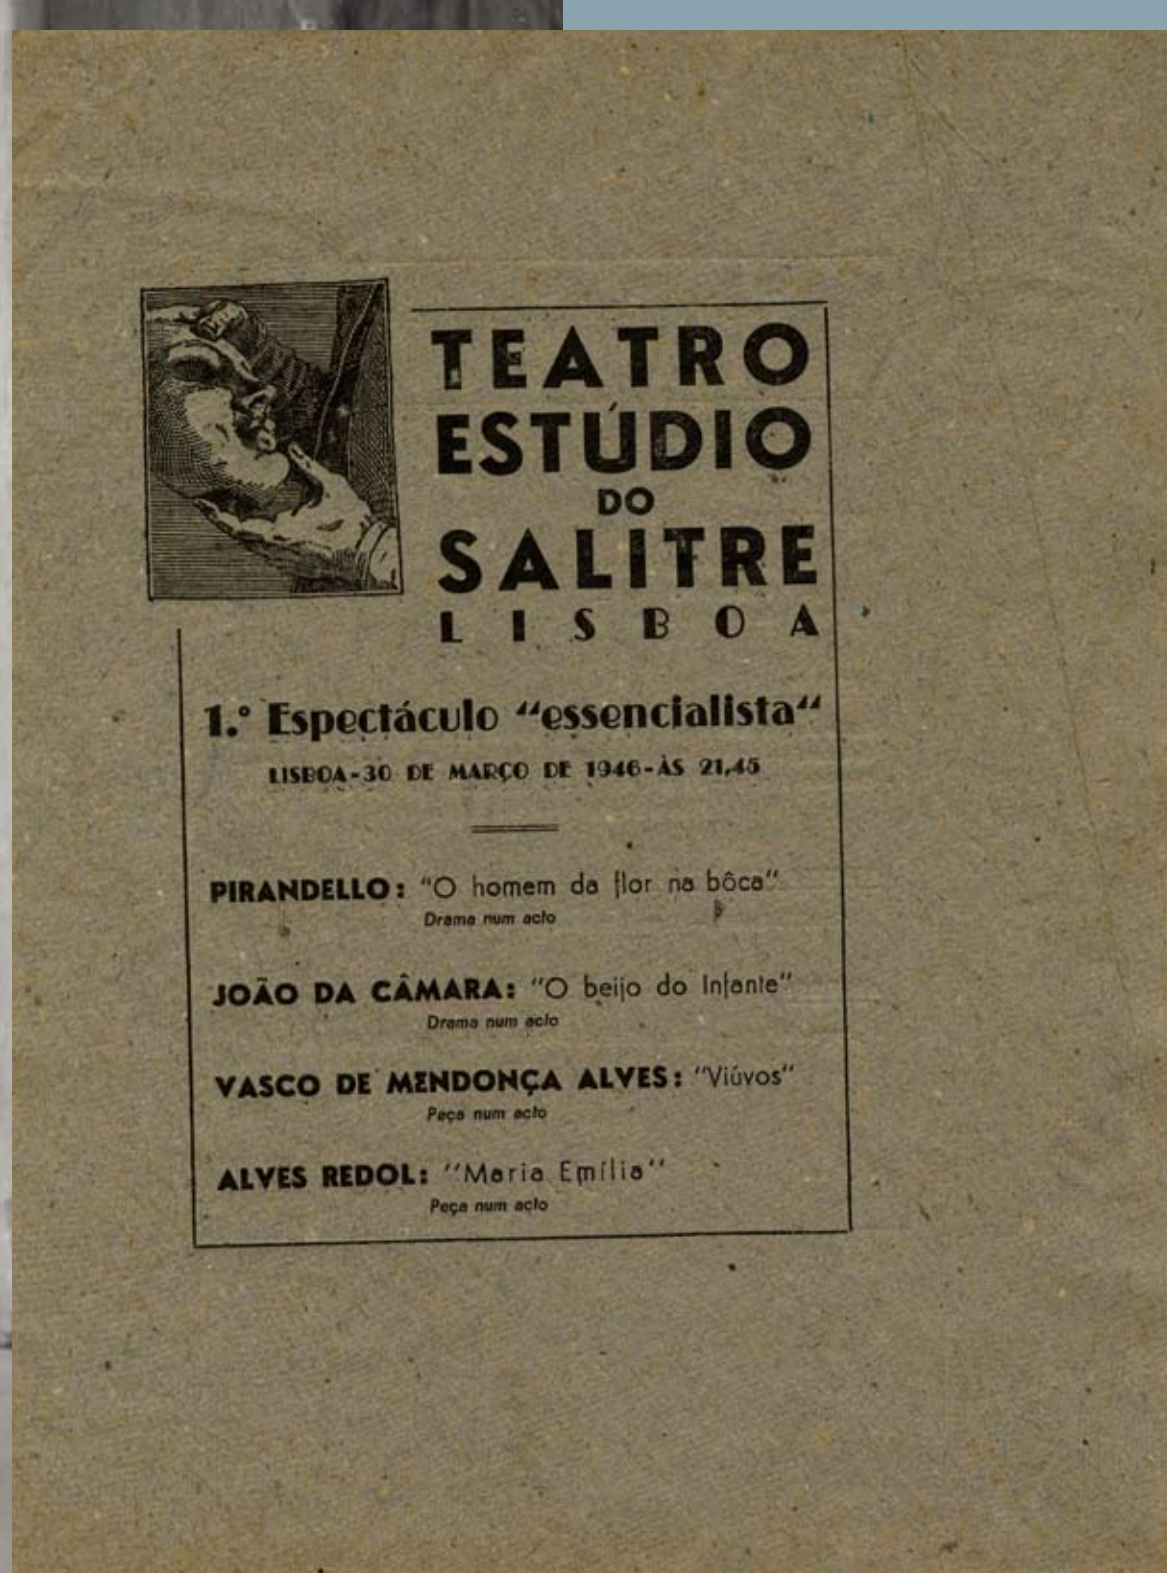 TEATRO
ESTÚDIO
DO
SALITRE
LISBOA
1.º Espectáculo “essencialista“
LISBOA-30 DE MARÇO DE 1946-ÀS 21,45
PIRANDELLO: “O homem da flor na bôca”
Drama num acto
JOÃO DA CÂMARA: “O beijo do Infante”
Drama num acto
VASCO DE MENDONÇA ALVES: “Viúvos”
Peça num acto
ALVES REDOL: “Maria Emília”
Peça num acto